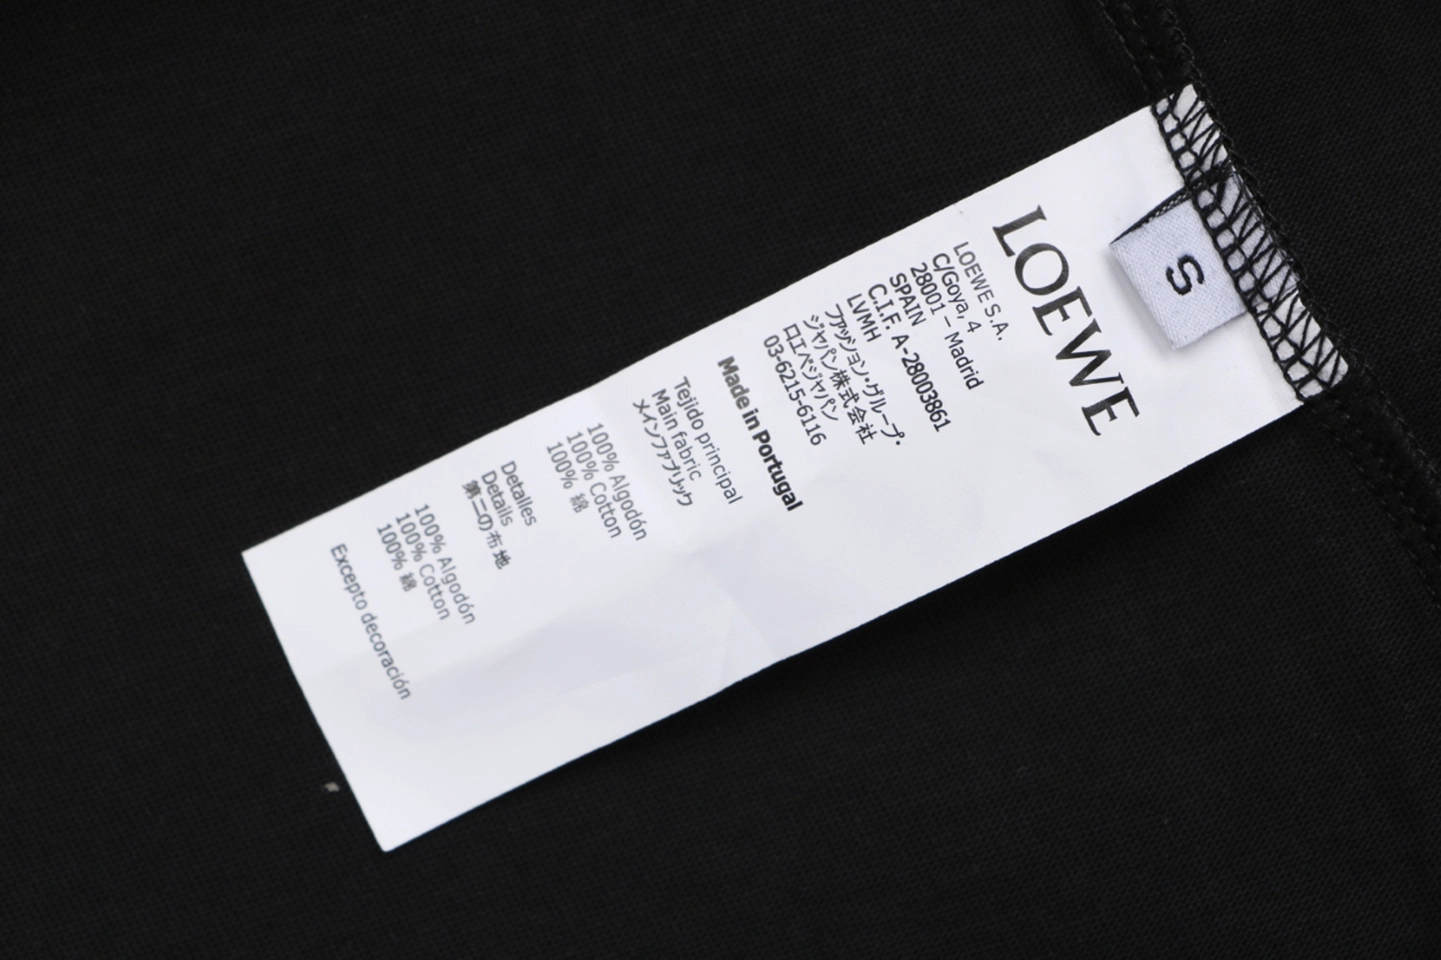 S
LOEWE
LOEWE S.A.
C/Goya, 4
28001 – Madrid
SPAIN
C.I.F. A-28003861
LVMH
ファッション・グループ・
ジャパン株式会社
ロエベジャパン
03-6215-6116
Made in Portugal
Tejido principal
Main fabric
メインファブリック
100% Algodón
100% Cotton
100% 綿
Detalles
Details
第二の布地
100% Algodón
100% Cotton
100% 綿
Excepto decoración